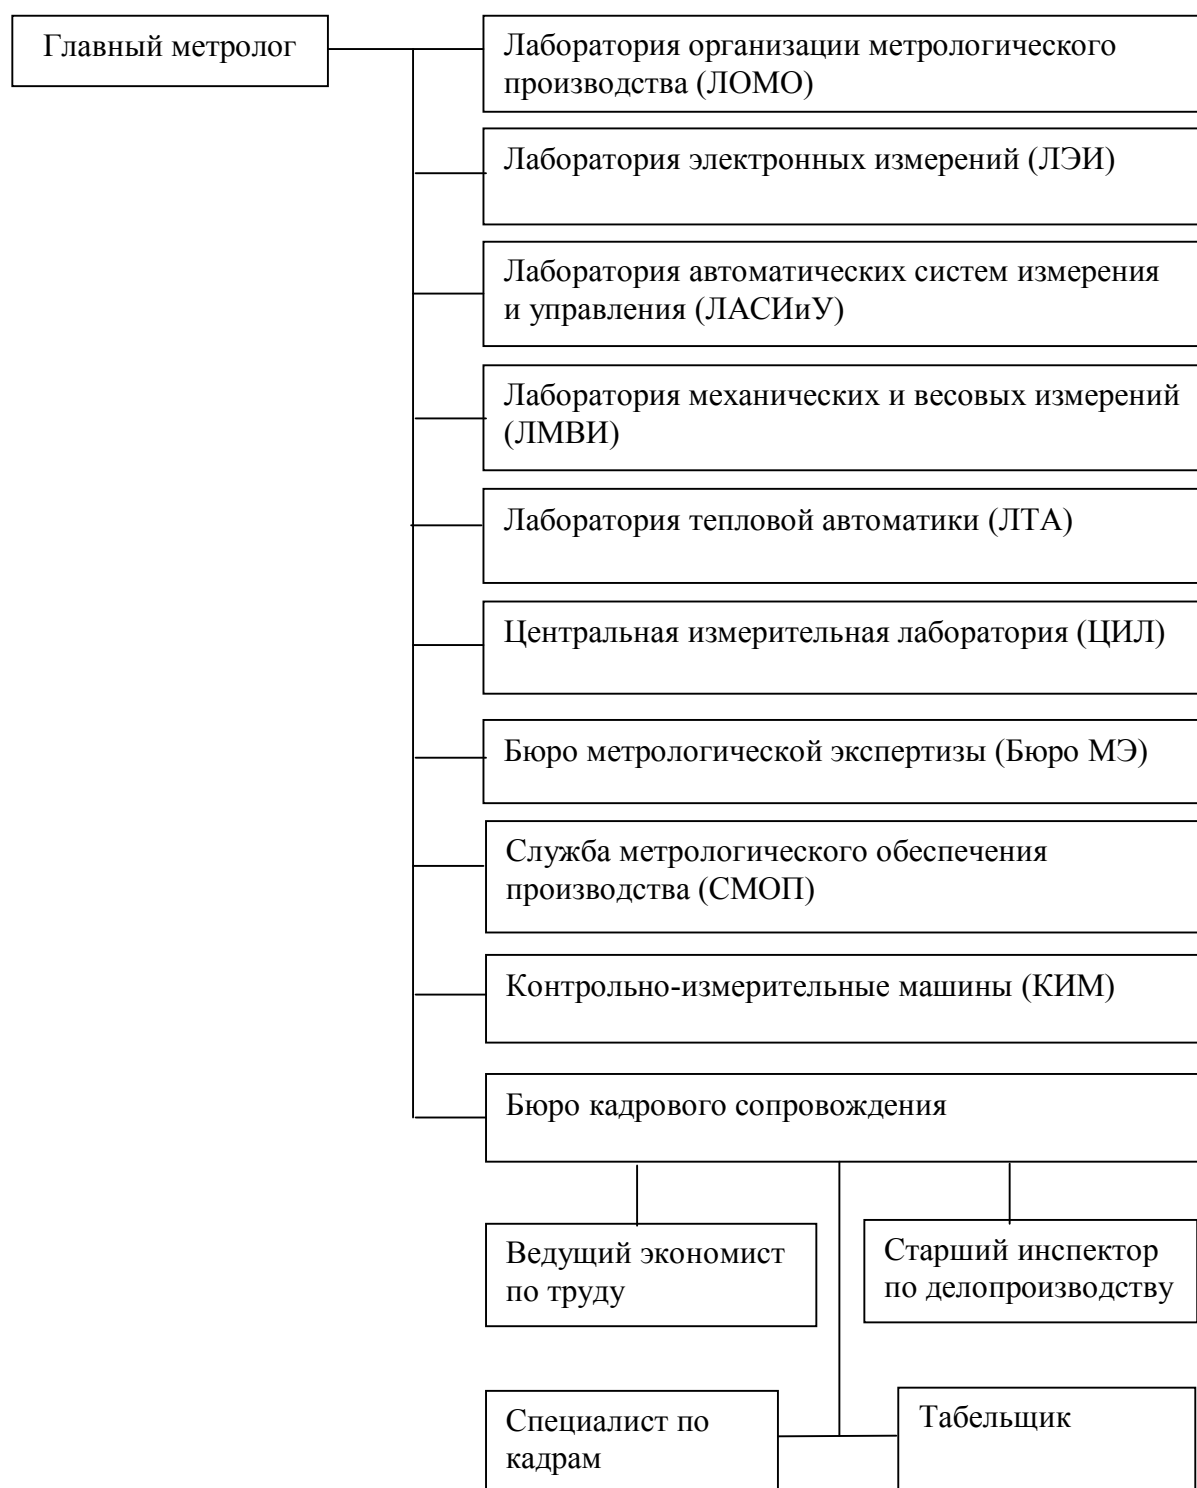 Главный метролог
Лаборатория организации метрологического
производства (ЛОМО)
Лаборатория электронных измерений (ЛЭИ)
Лаборатория автоматических систем измерения
и управления (ЛАСИиУ)
Лаборатория механических и весовых измерений
(ЛМВИ)
Лаборатория тепловой автоматики (ЛТА)
Центральная измерительная лаборатория (ЦИЛ)
Бюро метрологической экспертизы (Бюро МЭ)
Служба метрологического обеспечения
производства (СМОП)
Контрольно-измерительные машины (КИМ)
Бюро кадрового сопровождения
Ведущий экономист
по труду
Старший инспектор
по делопроизводству
Специалист по
кадрам
Табельщик